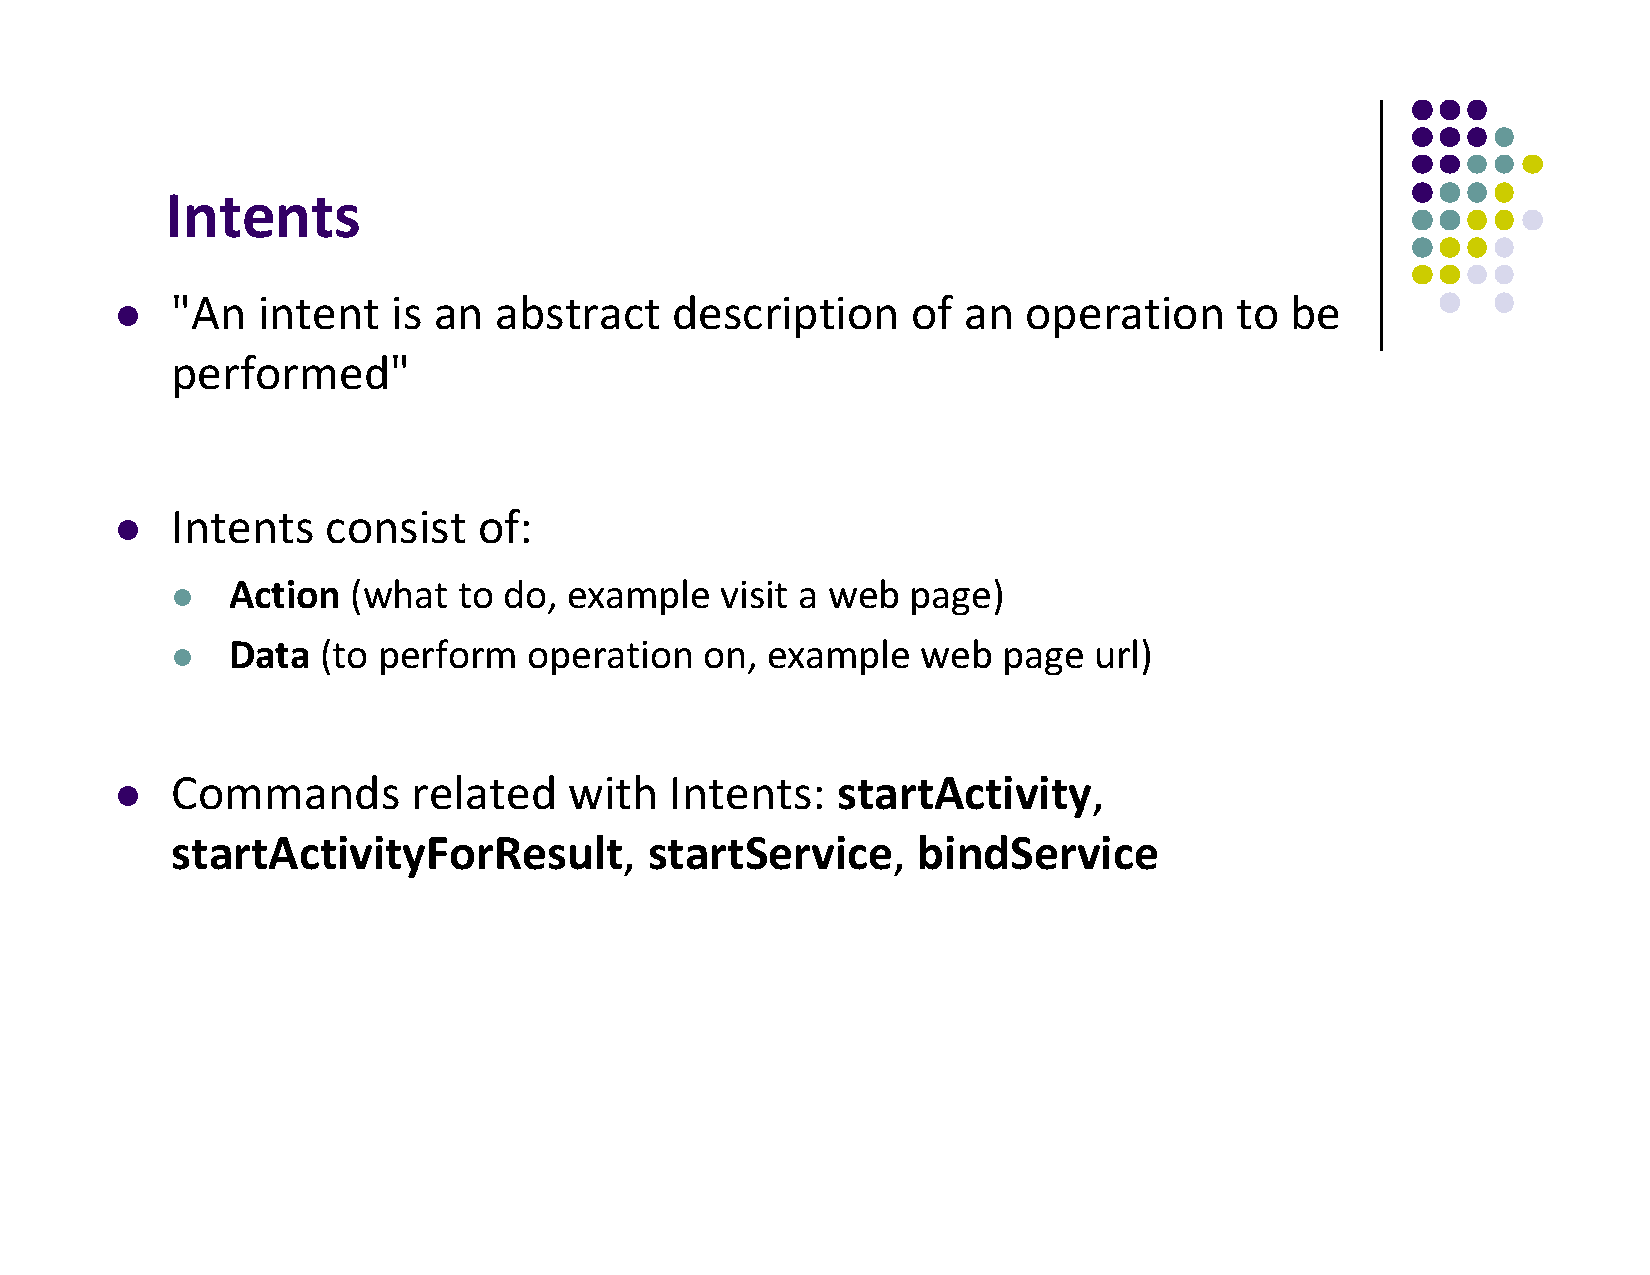 Intents
"An intent is an abstract description of an operation to be
performed"
Intents consist of:
Action (what to do, example visit a web page)
Data (to perform operation on, example web page url)
Commands related with Intents: startActivity,
startActivityForResult, startService, bindService